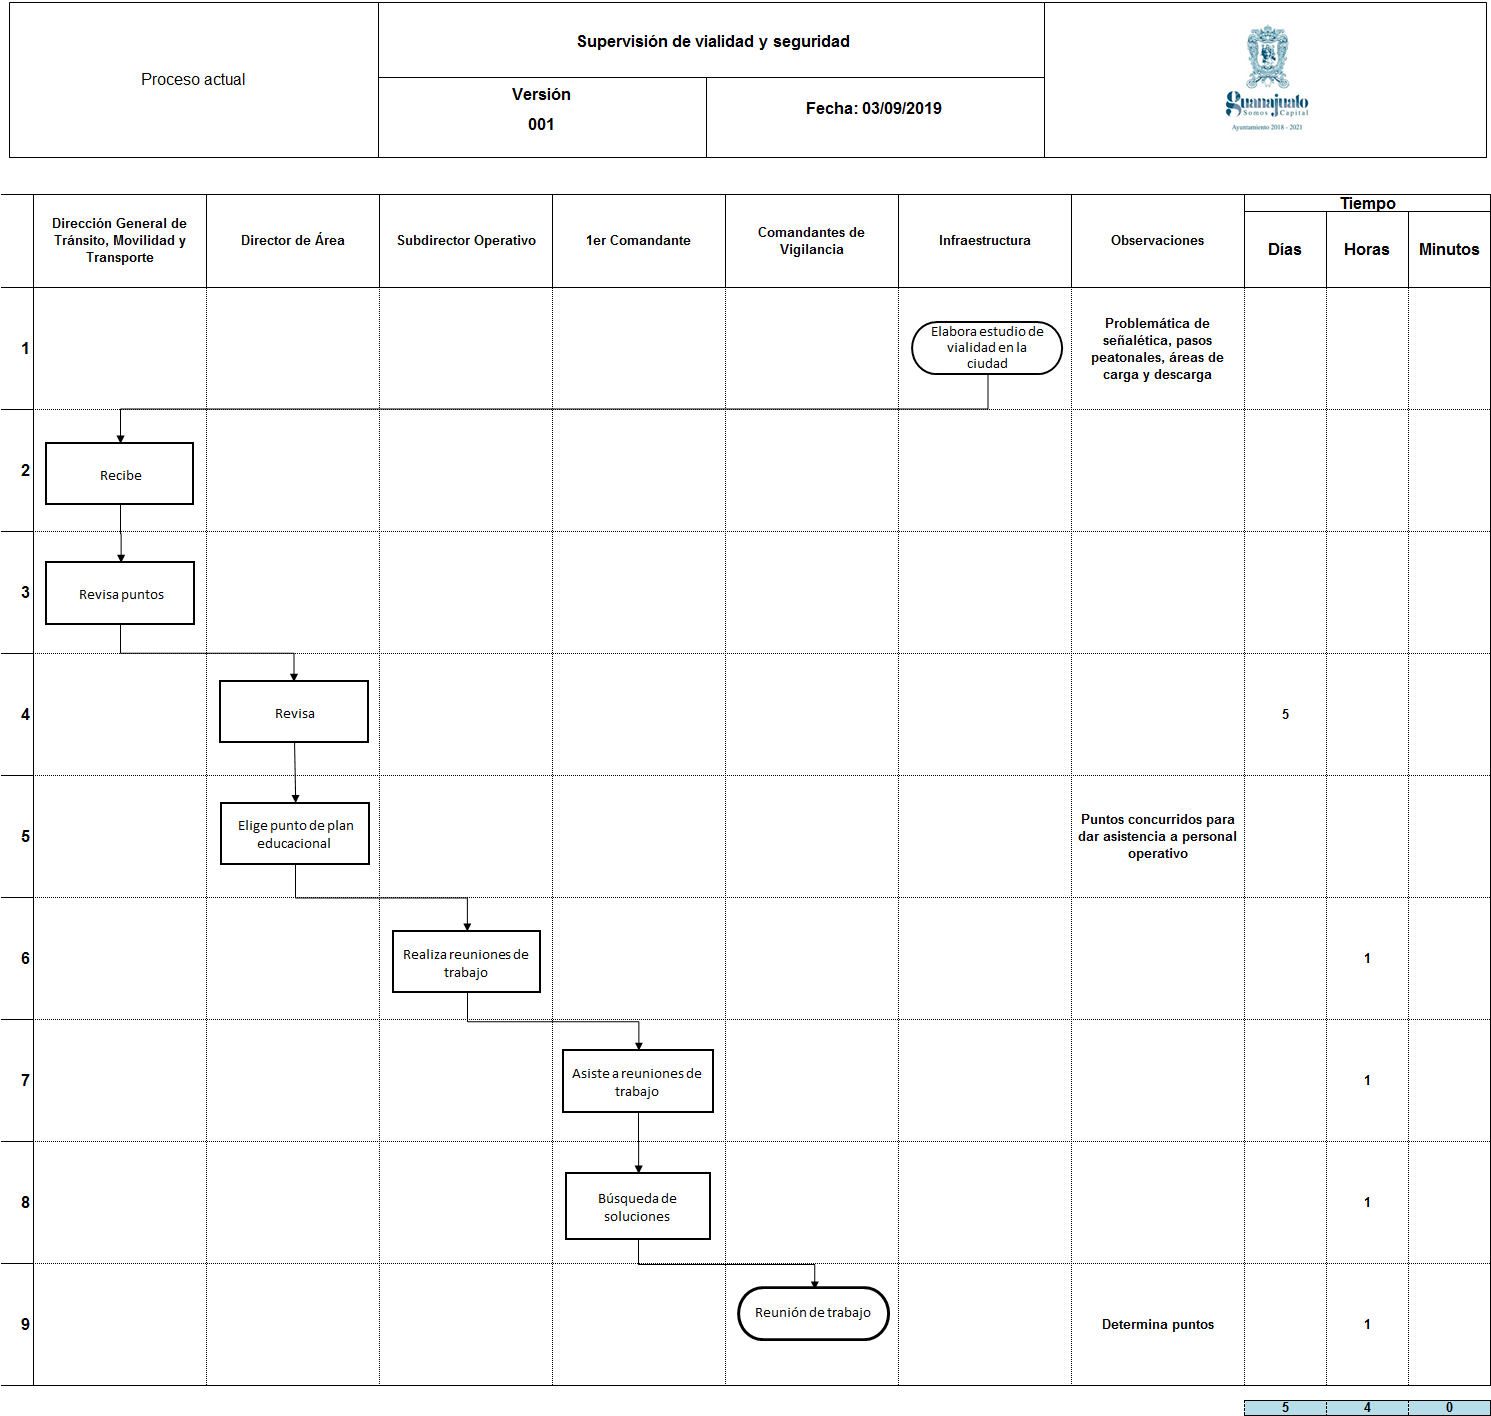 Proceso actual
Supervisión de vialidad y seguridad
Versión
001
Fecha: 03/09/2019
guanajuato
Somos Capital
Ayuntamiento 2018 - 2021
Dirección General de
Tránsito, Movilidad y
Transporte
Director de Área
Subdirector Operativo
1er Comandante
Comandantes de
Vigilancia
Infraestructura
Observaciones
Tiempo
Días
Horas
Minutos
1
Elabora estudio de
vialidad en la
ciudad
Problemática de
señalética, pasos
peatonales, áreas de
carga y descarga
2
Recibe
3
Revisa puntos
4
Revisa
5
5
Elige punto de plan
educacional
Puntos concurridos para
dar asistencia a personal
operativo
6
Realiza reuniones de
trabajo
1
7
Asiste a reuniones de
trabajo
1
8
Búsqueda de
soluciones
1
9
Reunión de trabajo
Determina puntos
1
5
4
0